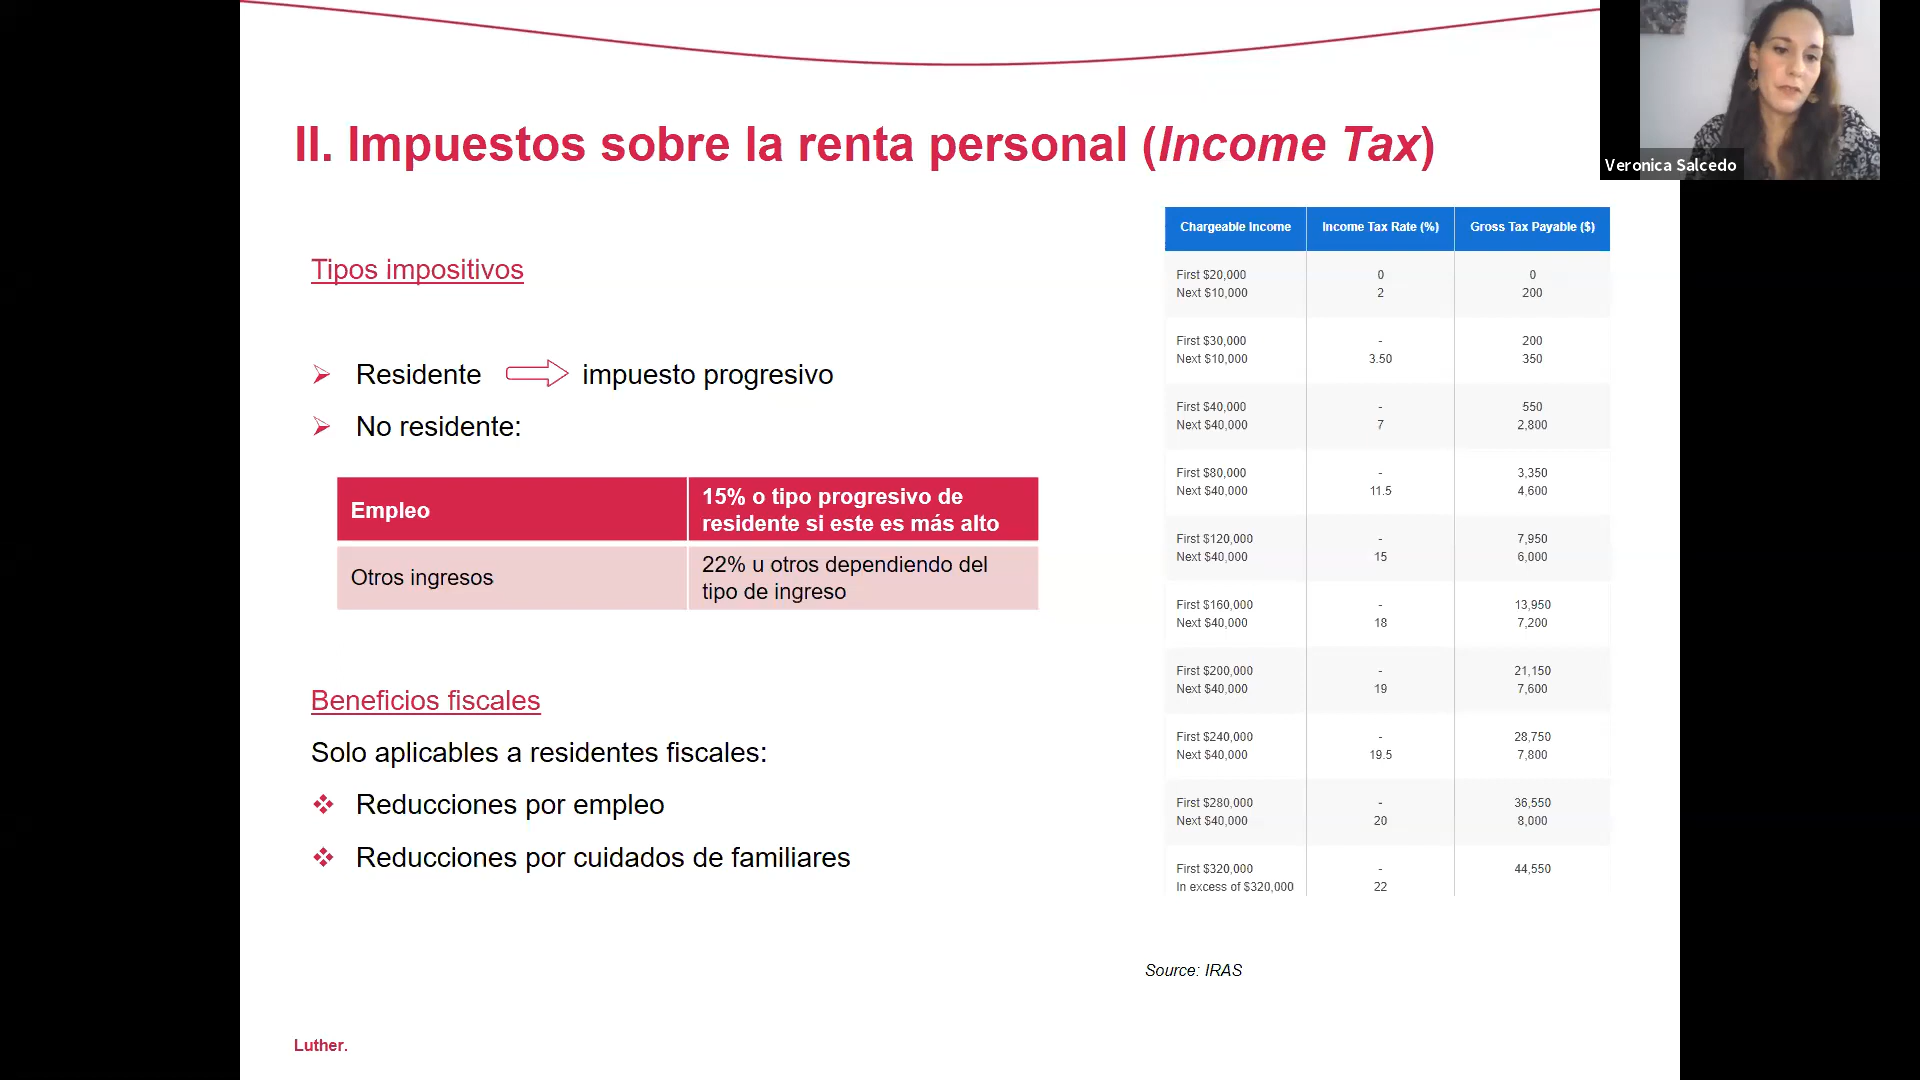 II. Impuestos sobre la renta personal (Income Tax)
Veronica Salcedo
Tipos impositivos
Residente impuesto progresivo
No residente:
Empleo 15% o tipo progresivo de
residente si este es más alto
Otros ingresos 22% u otros dependiendo del
tipo de ingreso
Beneficios fiscales
Solo aplicables a residentes fiscales:
Reducciones por empleo
Reducciones por cuidados de familiares
Chargeable Income Income Tax Rate (%) Gross Tax Payable ($)
First $20,000 0 0
Next $10,000 2 200
First $30,000 - 200
Next $10,000 3.50 350
First $40,000 - 550
Next $40,000 7 2,800
First $80,000 - 3,350
Next $40,000 11.5 4,600
First $120,000 - 7,950
Next $40,000 15 6,000
First $160,000 - 13,950
Next $40,000 18 7,200
First $200,000 - 21,150
Next $40,000 19 7,600
First $240,000 - 28,750
Next $40,000 19.5 7,800
First $280,000 - 36,550
Next $40,000 20 8,000
First $320,000 - 44,550
In excess of $320,000 22
Source: IRAS
Luther.